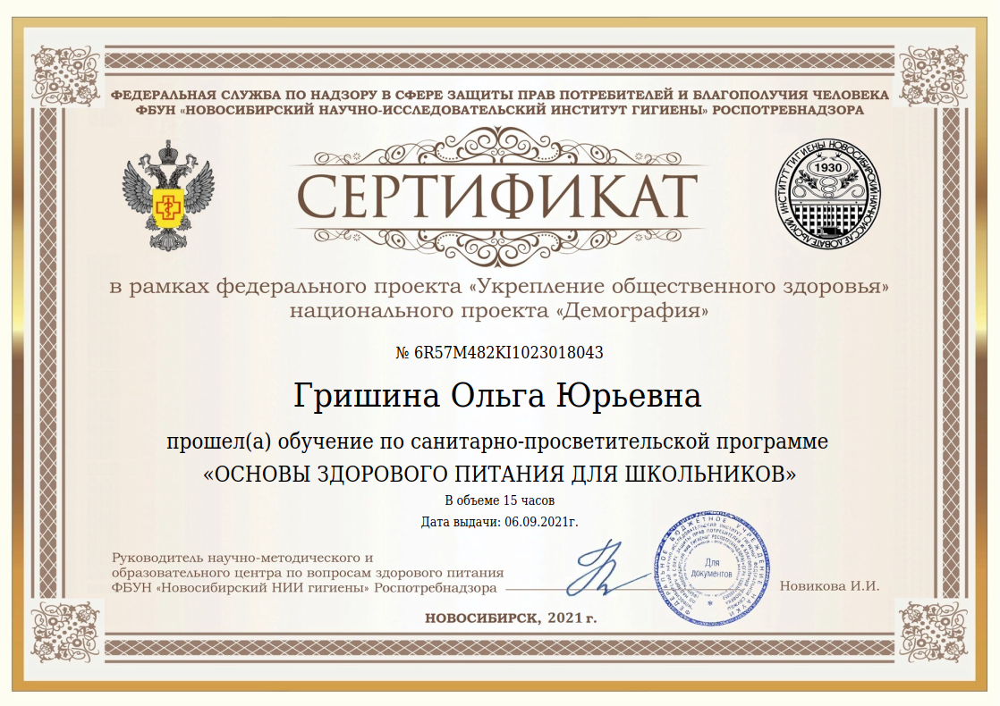 ФЕДЕРАЛЬНАЯ СЛУЖБА ПО НАДЗОРУ В СФЕРЕ ЗАЩИТЫ ПРАВ ПОТРЕБИТЕЛЕЙ И БЛАГОПОЛУЧИЯ ЧЕЛОВЕКА
ФБУН «НОВОСИБИРСКИЙ НАУЧНО-ИССЛЕДОВАТЕЛЬСКИЙ ИНСТИТУТ ГИГИЕНЫ» РОСПОТРЕБНАДЗОРА
СЕРТИФИКАТ
НОВОСИБИРСКИЙ НАУЧНО-ИССЛЕДОВАТЕЛЬСКИЙ ИНСТИТУТ ГИГИЕНЫ
1930
в рамках федерального проекта «Укрепление общественного здоровья»
национального проекта «Демография»
№ 6R57M482KI1023018043
Гришина Ольга Юрьевна
прошел(а) обучение по санитарно-просветительской программе
«ОСНОВЫ ЗДОРОВОГО ПИТАНИЯ ДЛЯ ШКОЛЬНИКОВ»
В объеме 15 часов
Дата выдачи: 06.09.2021г.
Руководитель научно-методического и
образовательного центра по вопросам здорового питания
ФБУН «Новосибирский НИИ гигиены» Роспотребнадзора
Для
документов
Новикова И.И.
НОВОСИБИРСК, 2021 г.